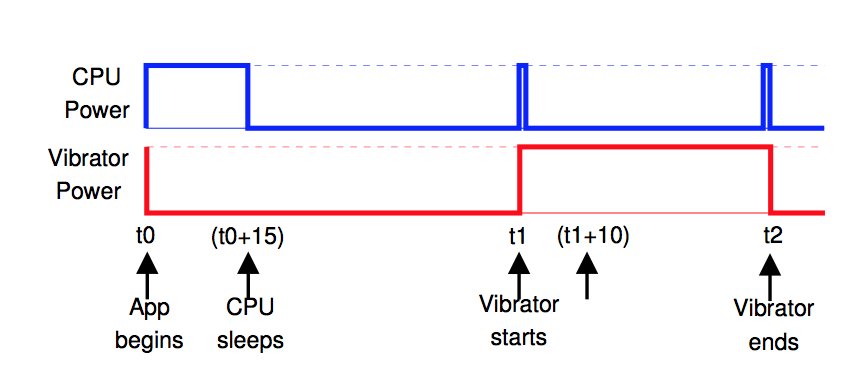 CPU
Power
Vibrator
Power
t0 (t0+15) t1 (t1+10) t2
App
begins
CPU
sleeps
Vibrator
starts
Vibrator
ends